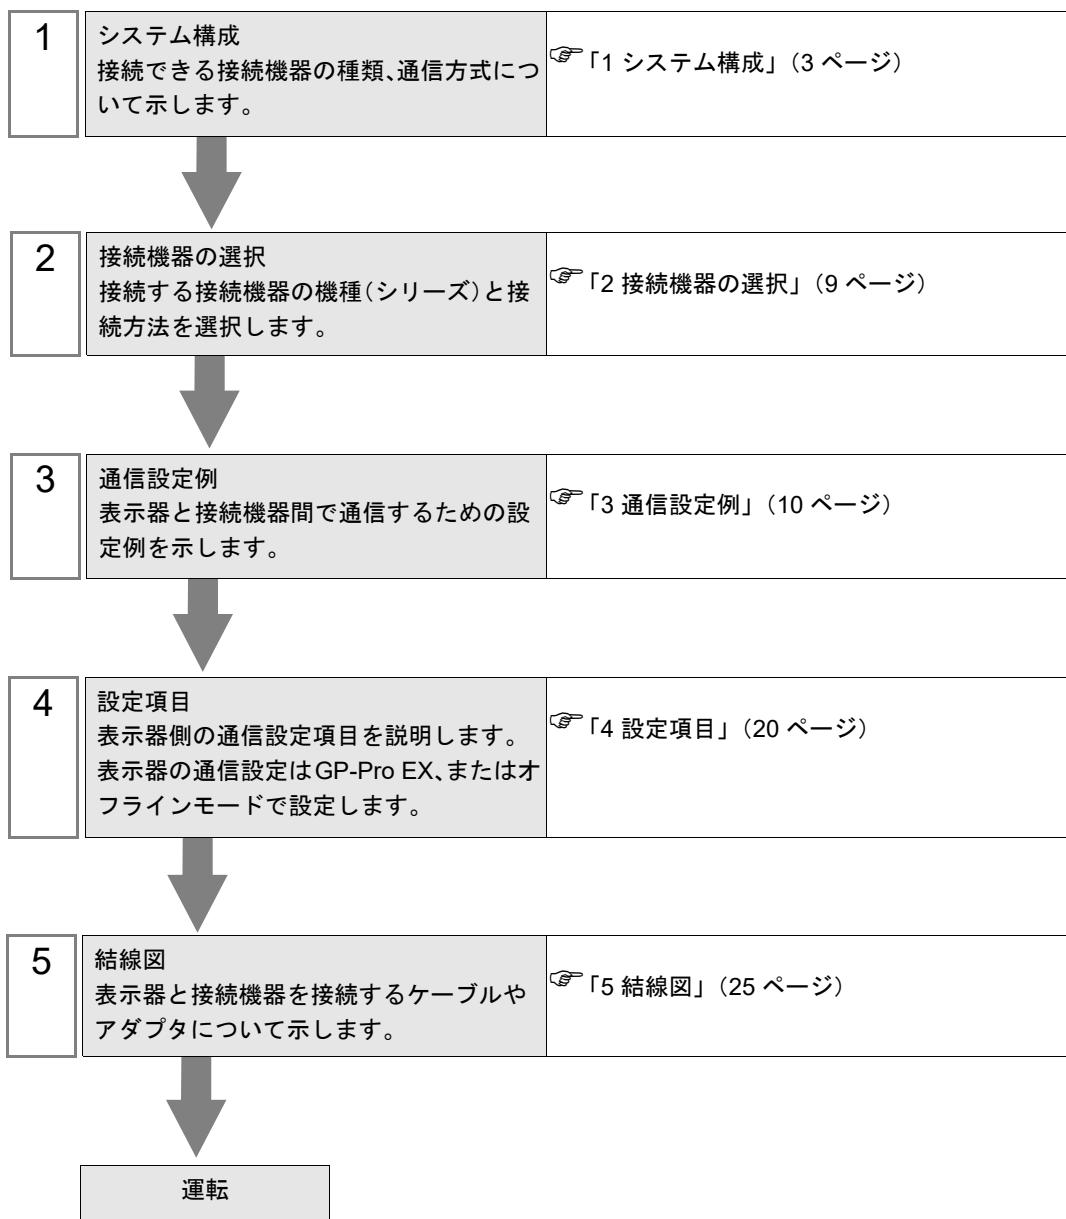 1
システム構成
接続できる接続機器の種類、通信方式につ
いて示します。
☞「1 システム構成」（3 ページ）
2
接続機器の選択
接続する接続機器の機種（シリーズ）と接
続方法を選択します。
☞「2 接続機器の選択」（9 ページ）
3
通信設定例
表示器と接続機器間で通信するための設
定例を示します。
☞「3 通信設定例」（10 ページ）
4
設定項目
表示器側の通信設定項目を説明します。
表示器の通信設定はGP-Pro EX、またはオ
フラインモードで設定します。
☞「4 設定項目」（20 ページ）
5
結線図
表示器と接続機器を接続するケーブルや
アダプタについて示します。
☞「5 結線図」（25 ページ）
運転